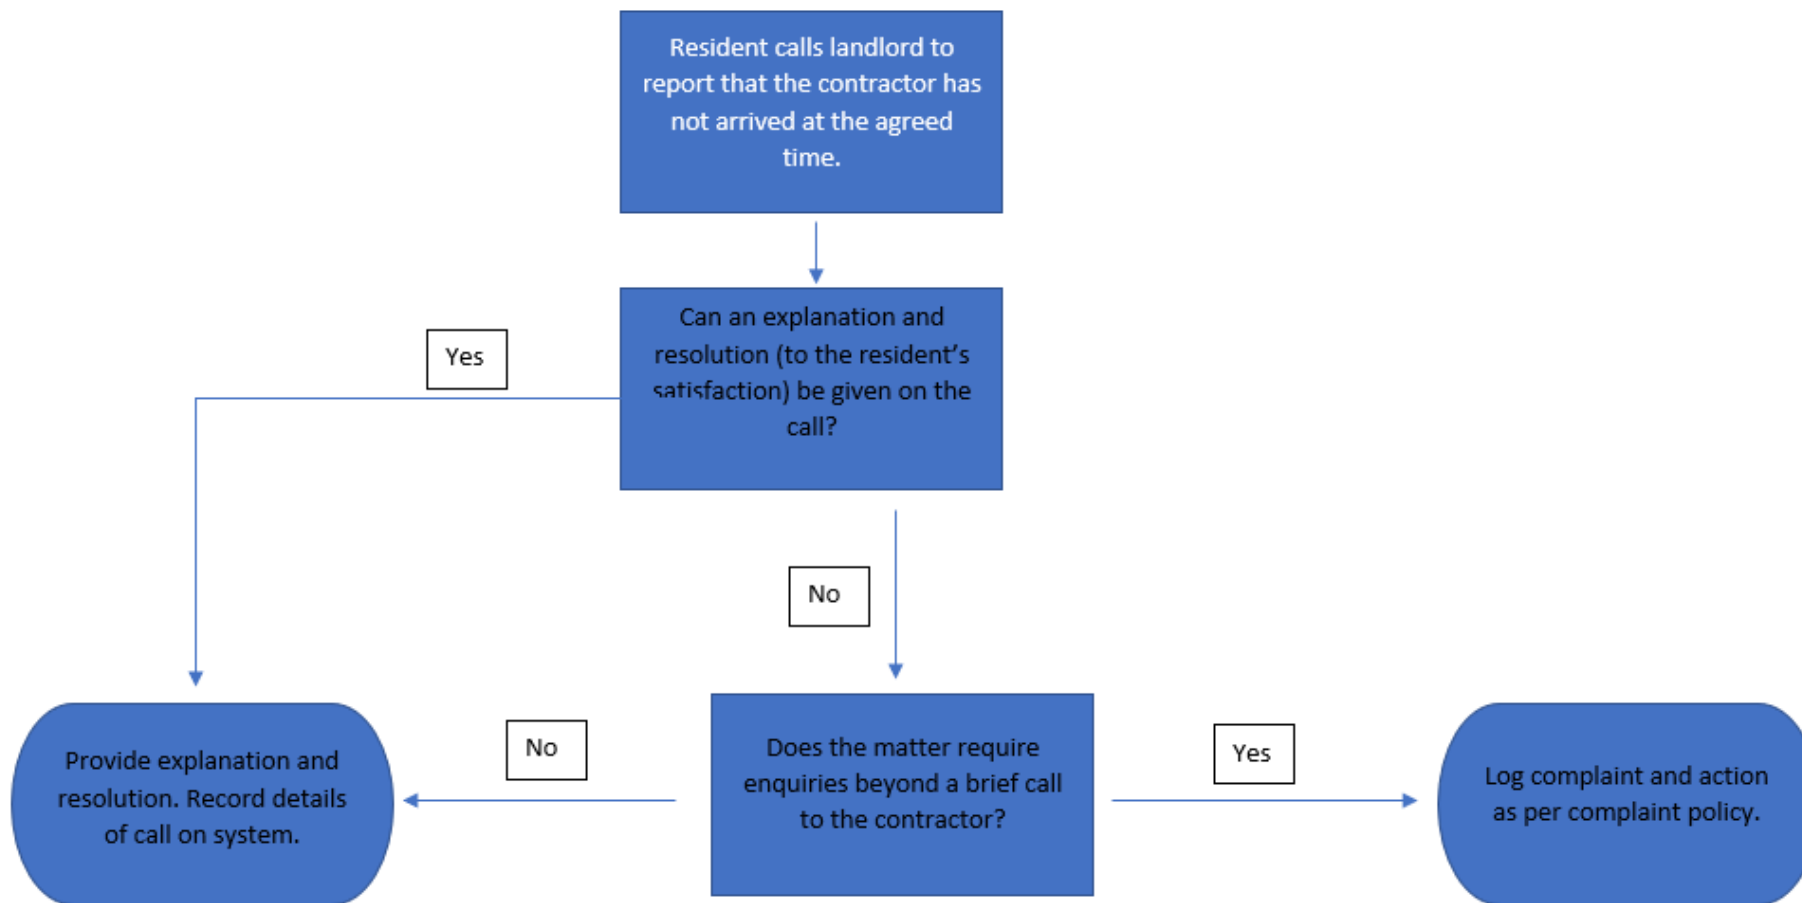 Resident calls landlord to
report that the contractor has
not arrived at the agreed
time.
Can an explanation and
resolution (to the resident's
satisfaction) be given on the
call?
Yes
No
Does the matter require
enquiries beyond a brief call
to the contractor?
No
Provide explanation and
resolution. Record details
of call on system.
Yes
Log complaint and action
as per complaint policy.